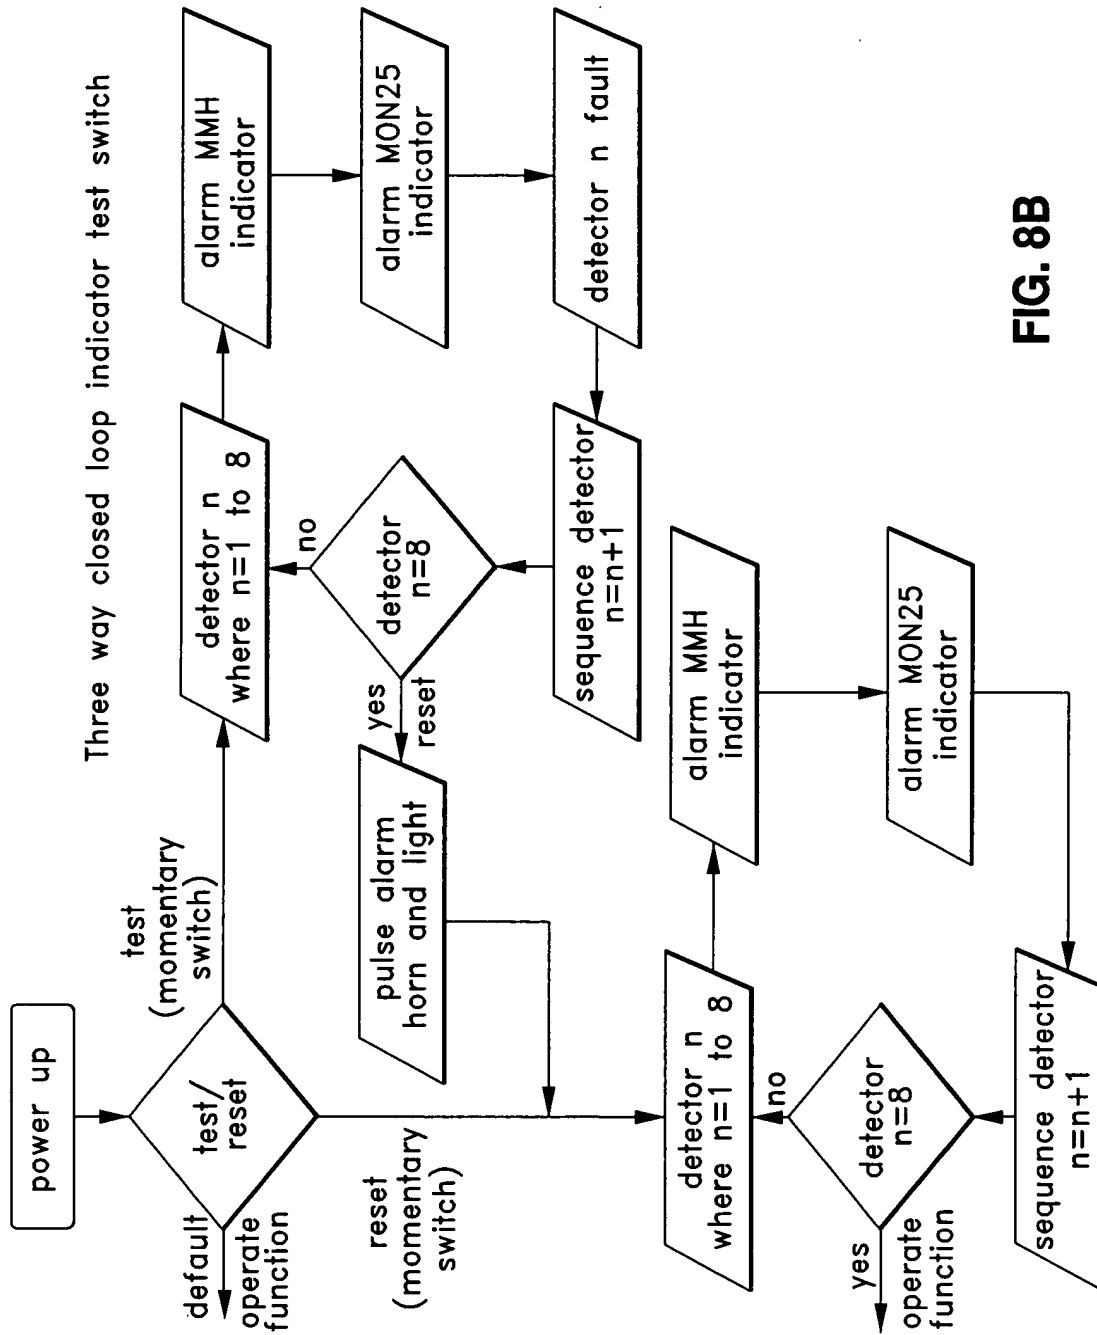 Three way closed loop indicator test switch
power up
test/
reset
default
operate
function
test
(momentary
switch)
reset
(momentary
switch)
detector n
where n=1 to 8
alarm MMH
indicator
alarm MON25
indicator
detector n fault
sequence detector
n=n+1
detector
n=8
no
yes
reset
pulse alarm
horn and light
detector n
where n=1 to 8
alarm MMH
indicator
alarm MON25
indicator
sequence detector
n=n+1
detector
n=8
no
yes
operate
function
FIG. 8B